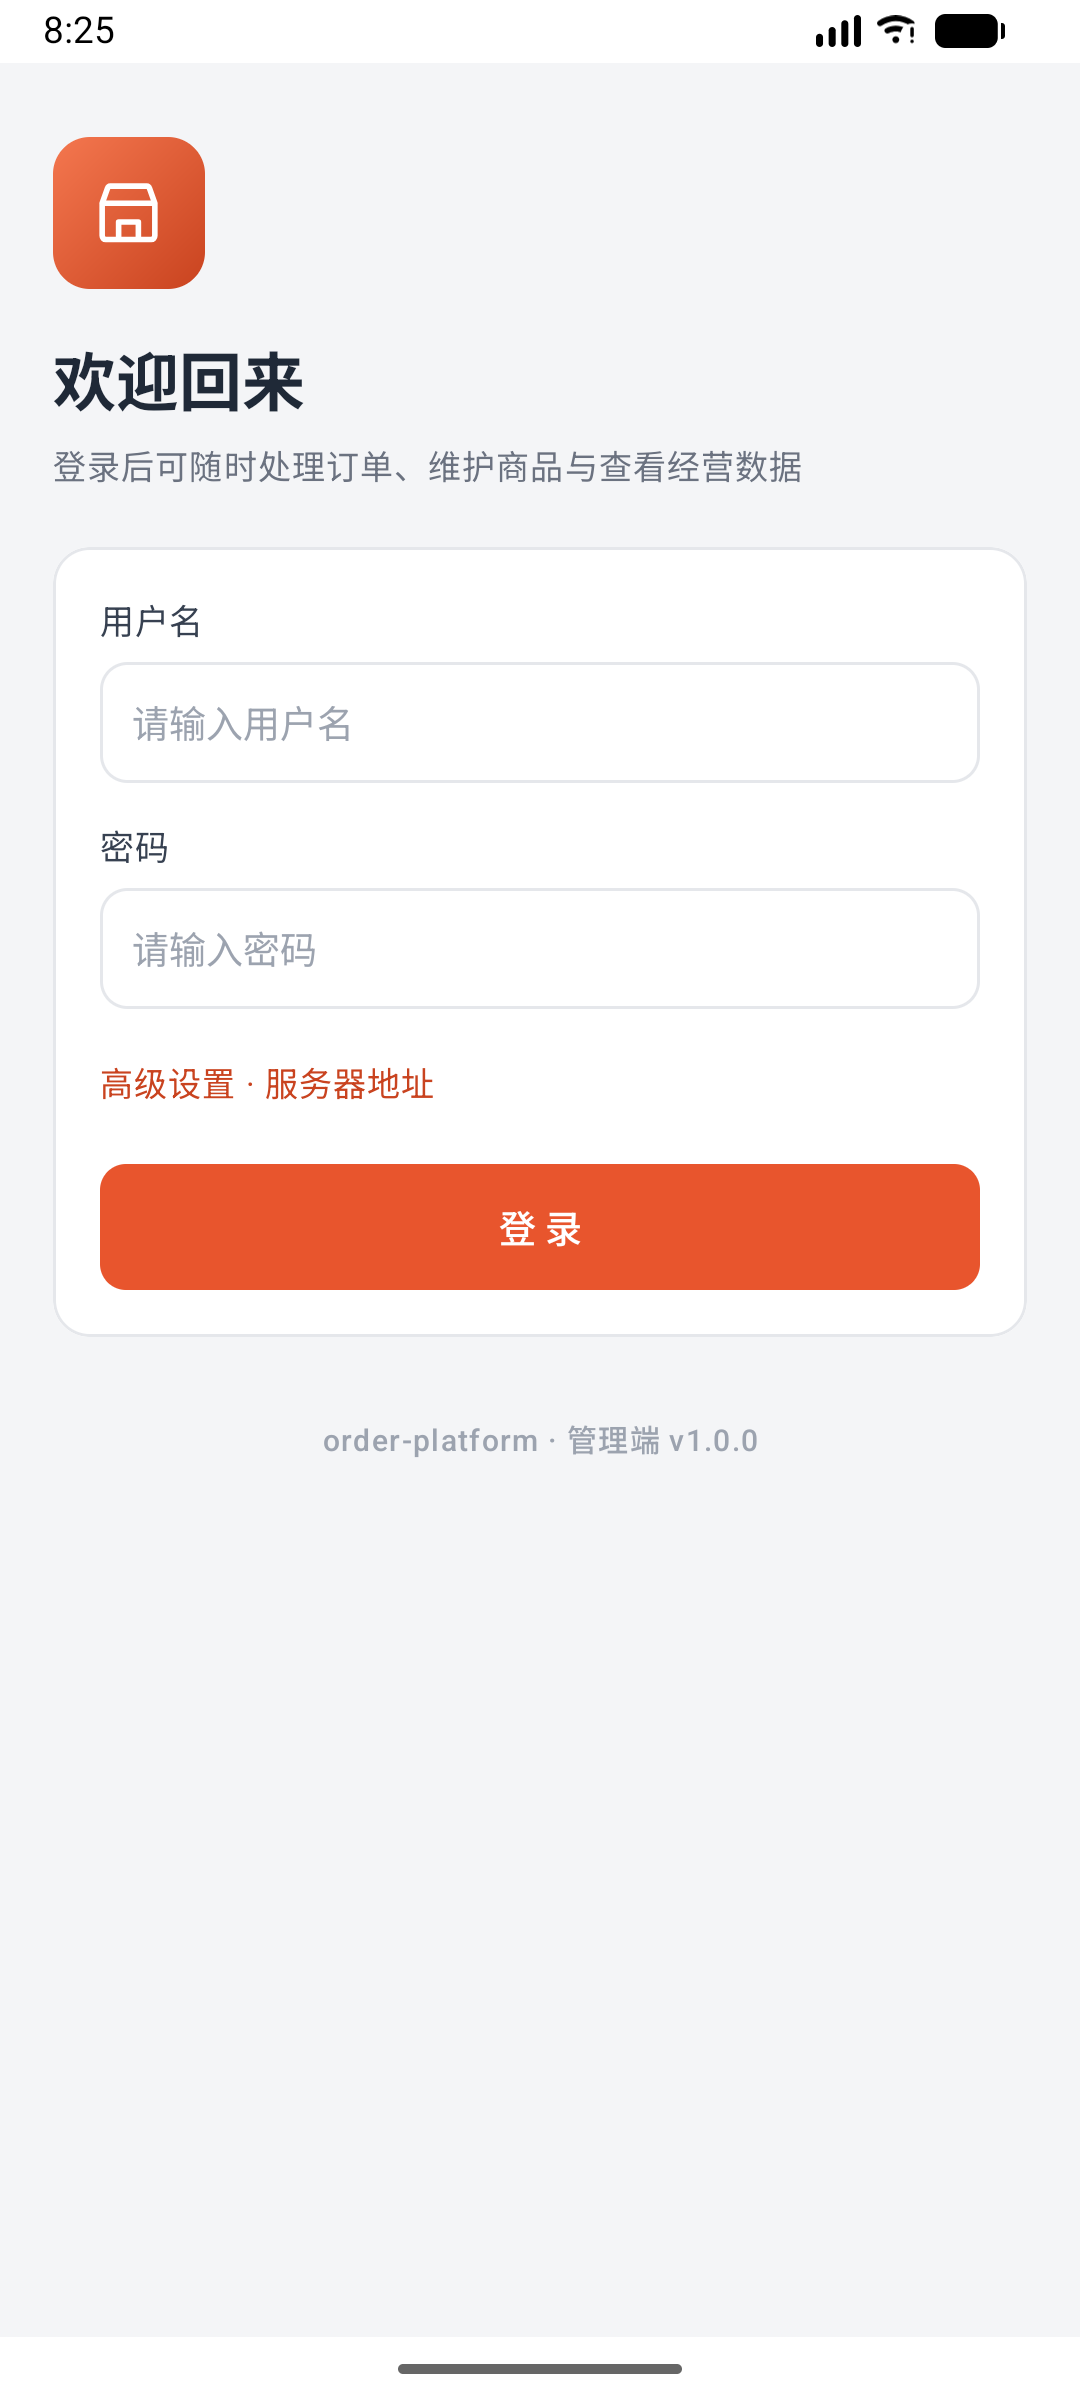 8:25
欢迎回来
登录后可随时处理订单、维护商品与查看经营数据
用户名
请输入用户名
密码
请输入密码
高级设置 · 服务器地址
登 录
order-platform · 管理端 v1.0.0